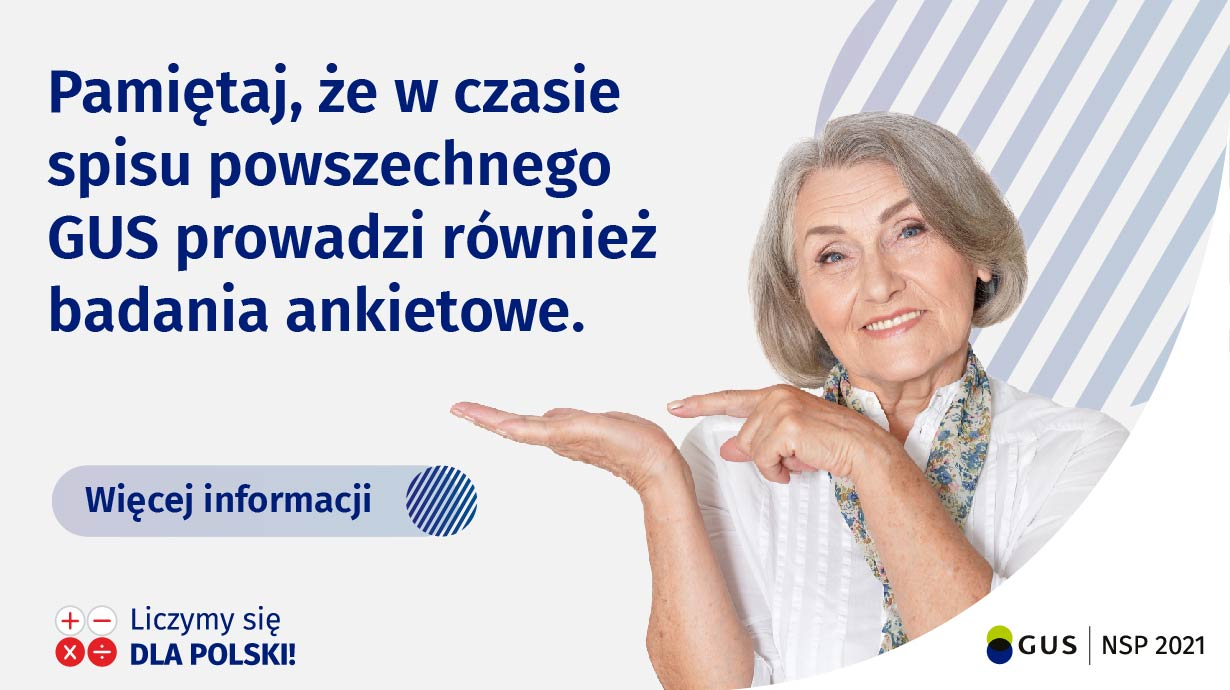 Pamiętaj, że w czasie
spisu powszechnego
GUS prowadzi również
badania ankietowe.
Więcej informacji
Liczymy się
DLA POLSKI!
GUS | NSP 2021